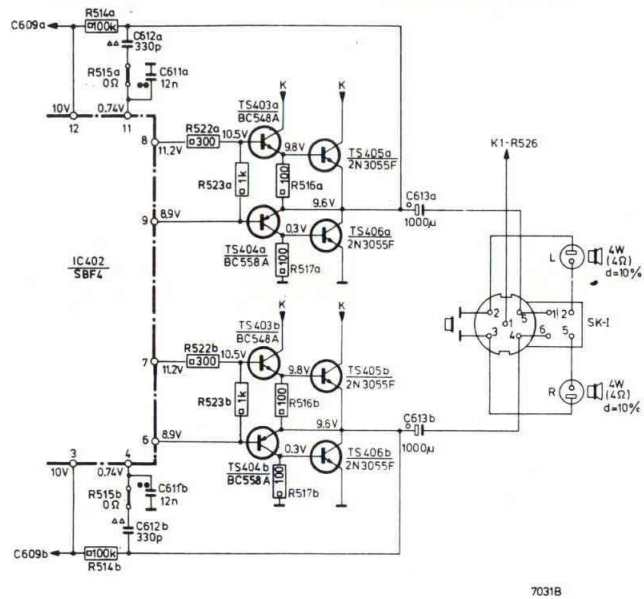 R514a
100k
C609a
C612a
330p
△△
R515a
0Ω
C611a
12n
10V
0.74V
12
11
K
K
K1-R526
TS403a
BC548A
8
11.2V
R522a
300
10.5V
9.8V
TS405a
2N3055F
R523a
1k
100
R516a
C613a
1000µ
9
8.9V
9.6V
TS404a
BC558A
0.3V
TS406a
2N3055F
100
R517a
L
4W
(4Ω)
d=10%
IC402
SBF4
2
3
1
5
4
1
2
6
5
SK-I
K
K
TS403b
BC548A
7
11.2V
R522b
300
10.5V
9.8V
TS405b
2N3055F
R523b
1k
100
R516b
C613b
1000µ
R
4W
(4Ω)
d=10%
6
8.9V
9.6V
TS404b
BC558A
0.3V
TS406b
2N3055F
100
R517b
3
4
10V
0.74V
R515b
0Ω
C611b
12n
△△
C612b
330p
C609b
100k
R514b
7031B